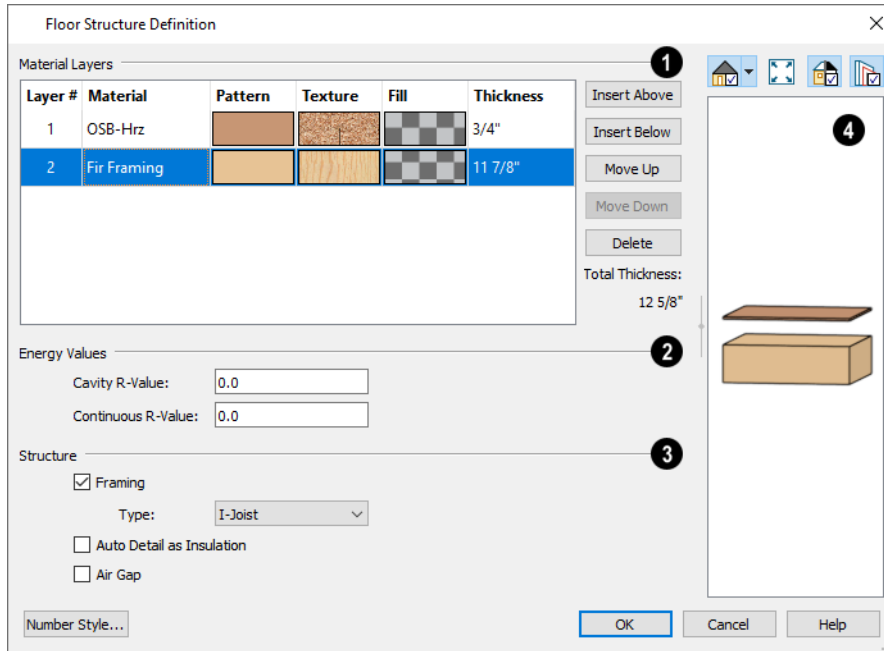 Floor Structure Definition
Material Layers
1
Layer # Material Pattern Texture Fill Thickness
1 OSB-Hrz 3/4"
2 Fir Framing 11 7/8"
Insert Above
Insert Below
Move Up
Move Down
Delete
Total Thickness:
12 5/8"
4
Energy Values
2
Cavity R-Value: 0.0
Continuous R-Value: 0.0
Structure
3
Framing
Type: I-Joist
Auto Detail as Insulation
Air Gap
Number Style...
OK Cancel Help